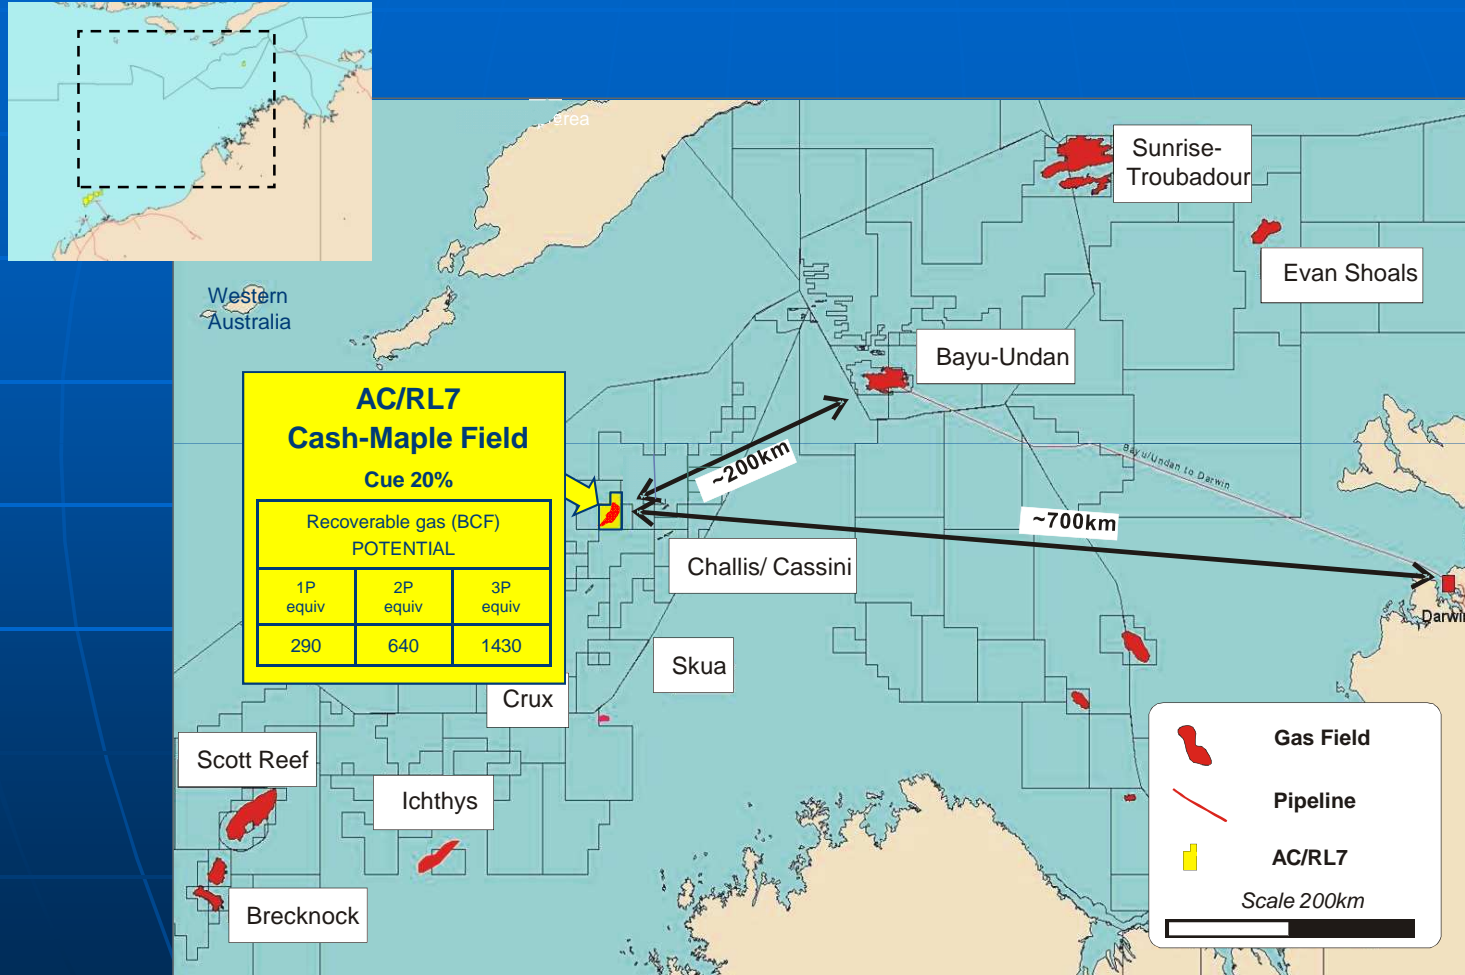 erea
Sunrise-
Troubadour
Evan Shoals
Western
Australia
Bayu-Undan
AC/RL7
Cash-Maple Field
Cue 20%
Recoverable gas (BCF)
POTENTIAL
1P equiv
2P equiv
3P equiv
290
640
1430
~200km
Bayu/Undan to Darwin
~700km
Challis/ Cassini
Darwin
Skua
Crux
Scott Reef
Ichthys
Brecknock
Gas Field
Pipeline
AC/RL7
Scale 200km